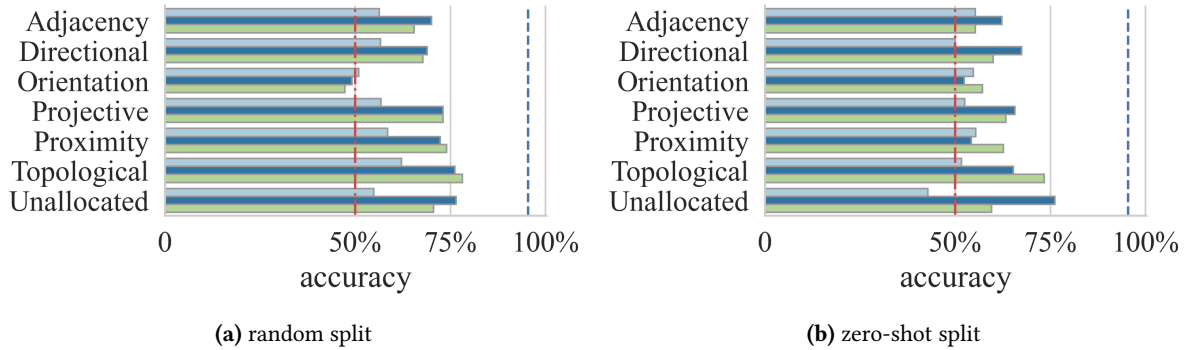 Adjacency
Directional
Orientation
Projective
Proximity
Topological
Unallocated
0 50% 75% 100%
accuracy
(a) random split
Adjacency
Directional
Orientation
Projective
Proximity
Topological
Unallocated
0 50% 75% 100%
accuracy
(b) zero-shot split